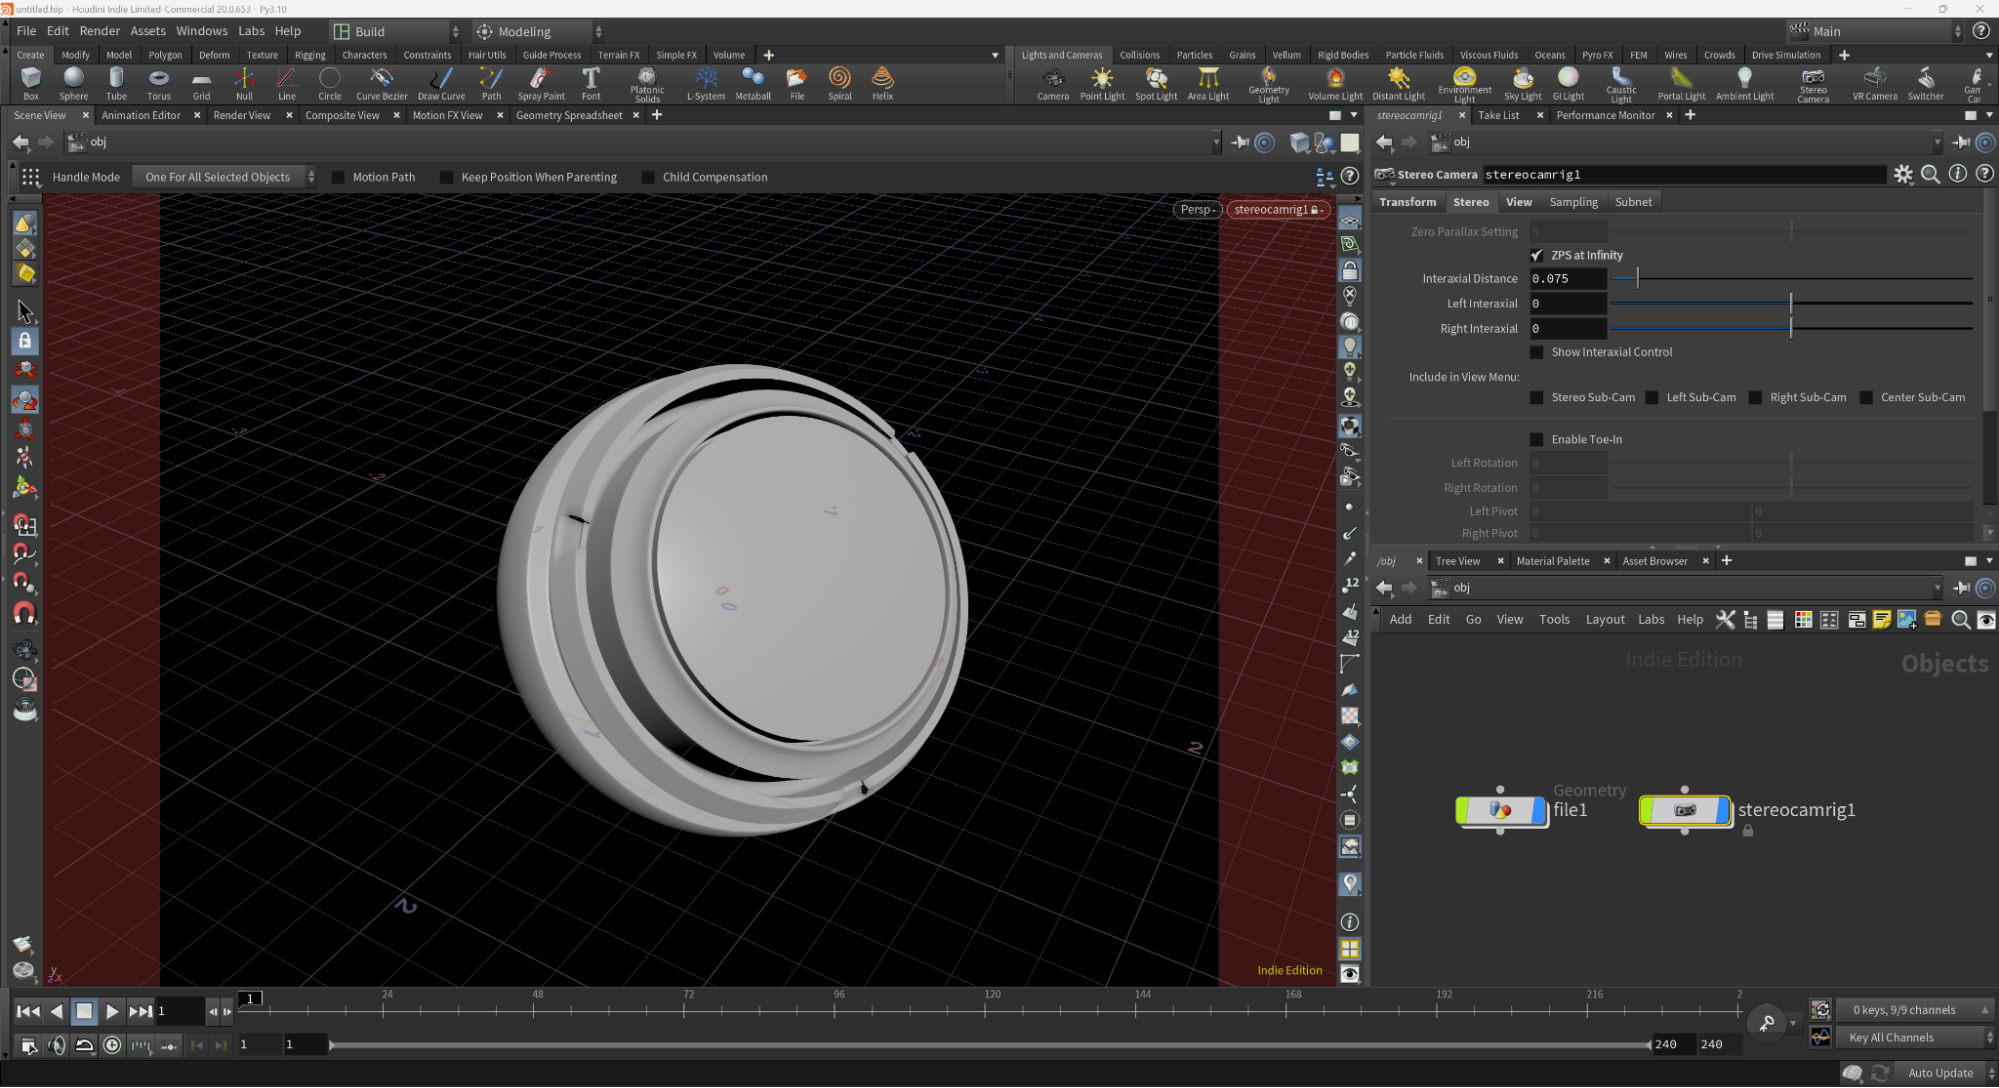 untitled.hip - Houdini Indie Limited-Commercial 20.0.653 - Py3.10
File Edit Render Assets Windows Labs Help Build Modeling Main
Create Modify Model Polygon Deform Texture Rigging Characters Constraints Hair Utils Guide Process Terrain FX Simple FX Volume
Lights and Cameras Collisions Particles Grains Vellum Rigid Bodies Particle Fluids Viscous Fluids Oceans Pyro FX FEM Wires Crowds Drive Simulation
Box Sphere Tube Torus Grid Null Line Circle Curve Bezier Draw Curve Path Spray Paint Font Platonic Solids L-System Metaball File Spiral Helix
Camera Point Light Spot Light Area Light Geometry Light Volume Light Distant Light Environment Light Sky Light GI Light Caustic Light Portal Light Ambient Light Stereo Camera VR Camera Switcher
Scene View Animation Editor Render View Composite View Motion FX View Geometry Spreadsheet
stereocamrig1 Take List Performance Monitor
obj
obj
Handle Mode One For All Selected Objects Motion Path Keep Position When Parenting Child Compensation
Stereo Camera stereocamrig1
Persp stereocamrig1
Transform Stereo View Sampling Subnet
Zero Parallax Setting 5
ZPS at Infinity
Interaxial Distance 0.075
Left Interaxial 0
Right Interaxial 0
Show Interaxial Control
Include in View Menu:
Stereo Sub-Cam Left Sub-Cam Right Sub-Cam Center Sub-Cam
Enable Toe-In
Left Rotation 0
Right Rotation 0
Left Pivot 0 0
Right Pivot 0 0
/obj Tree View Material Palette Asset Browser
obj
Add Edit Go View Tools Layout Labs Help
Indie Edition Objects
Geometry
file1
stereocamrig1
12
12
2
2
0
0
Indie Edition
1 24 48 72 96 120 144 168 192 216 2
1
0 keys, 9/9 channels
1 1 240 240
Key All Channels
Auto Update